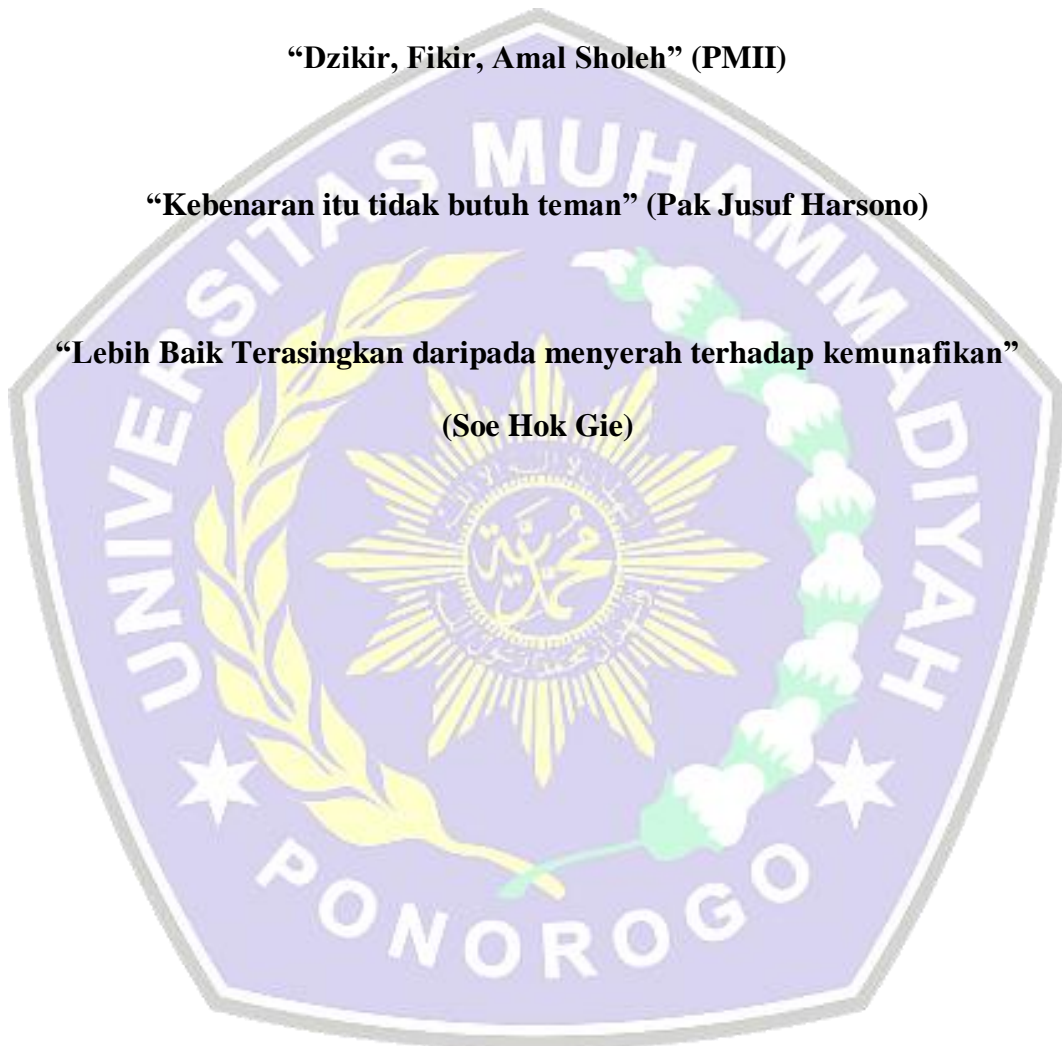 “Dzikir, Fikir, Amal Sholeh” (PMII)
“Kebenaran itu tidak butuh teman” (Pak Jusuf Harsono)
“Lebih Baik Terasingkan daripada menyerah terhadap kemunafikan”
(Soe Hok Gie)
UNIVERSITAS MUHAMMADIYAH
محمدية
PONOROGO